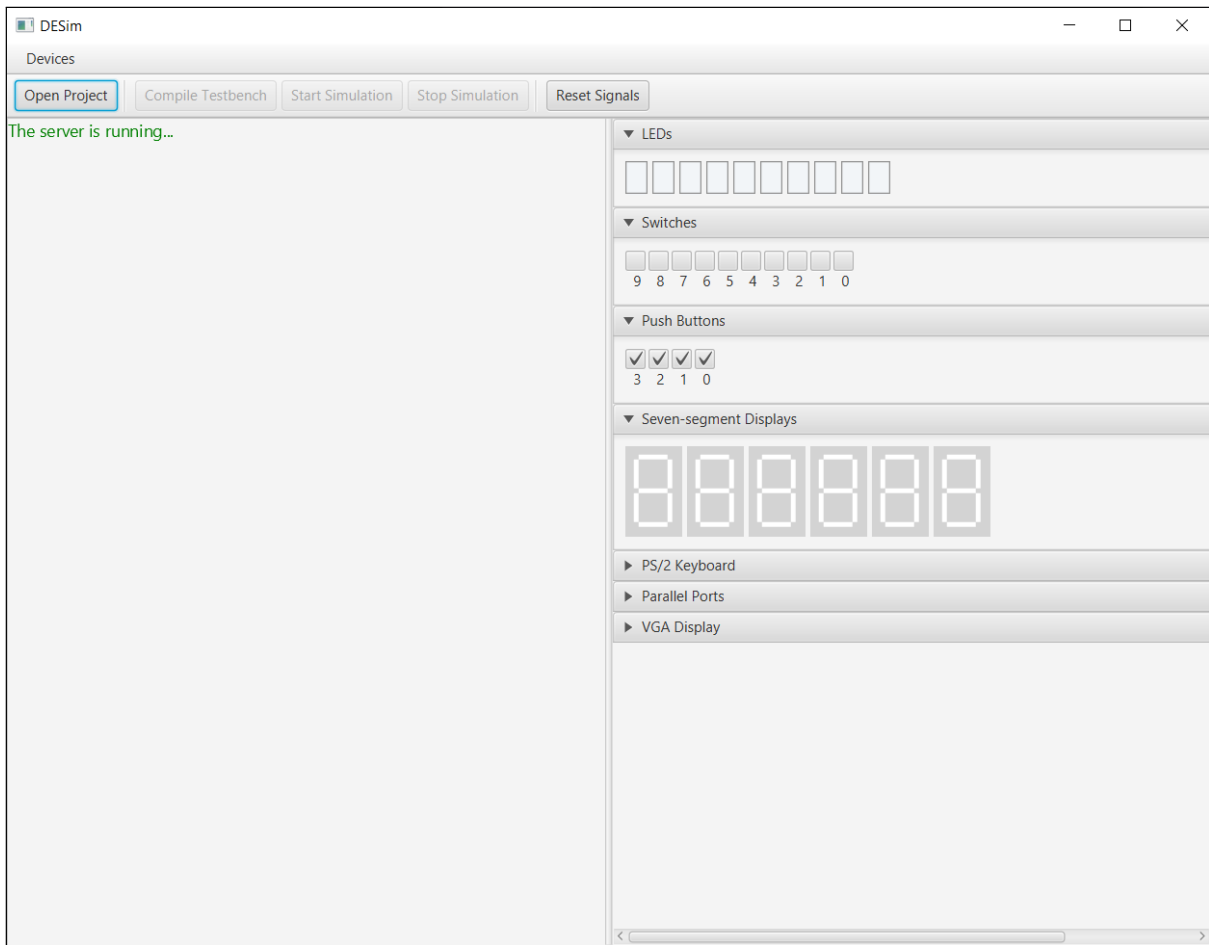 DESim
Devices
Open Project Compile Testbench Start Simulation Stop Simulation Reset Signals
The server is running...
LEDs
Switches
9 8 7 6 5 4 3 2 1 0
Push Buttons
3 2 1 0
Seven-segment Displays
PS/2 Keyboard
Parallel Ports
VGA Display